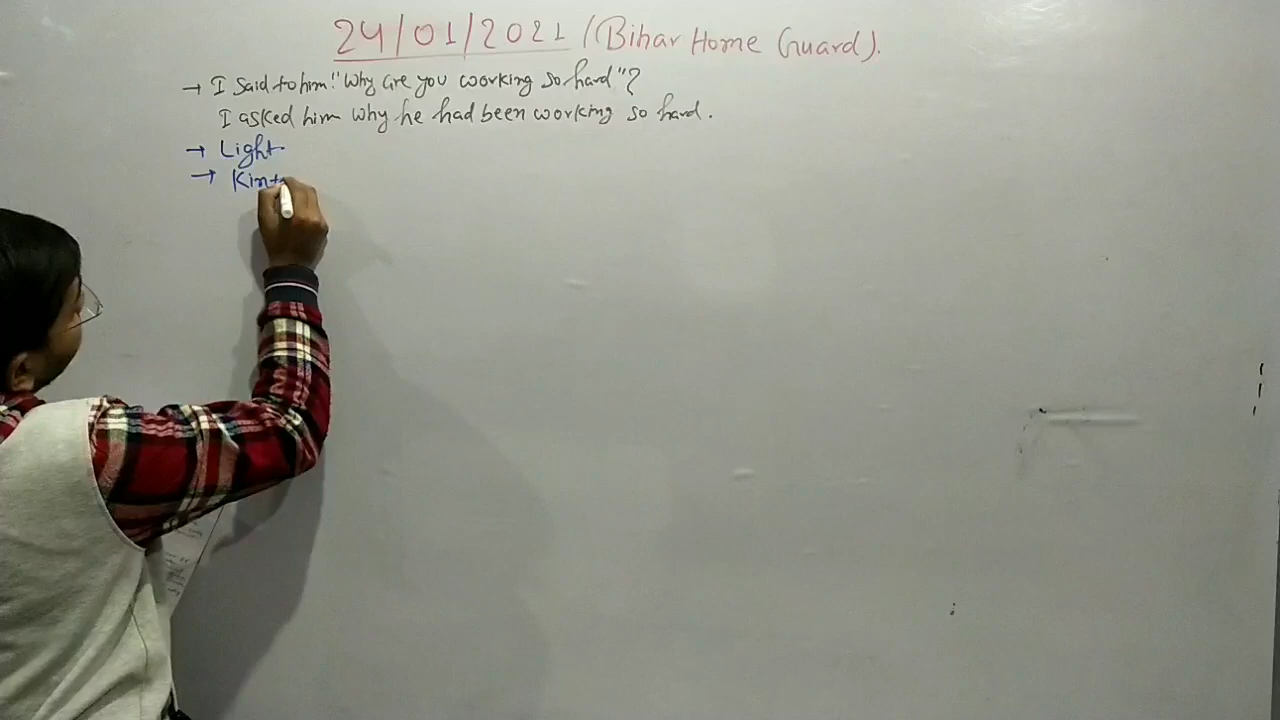 24/01/2021 (Bihar Home Guard).
→ I said to him "Why are you working so hard"?
I asked him why he had been working so hard.
→ Light
→ Kint